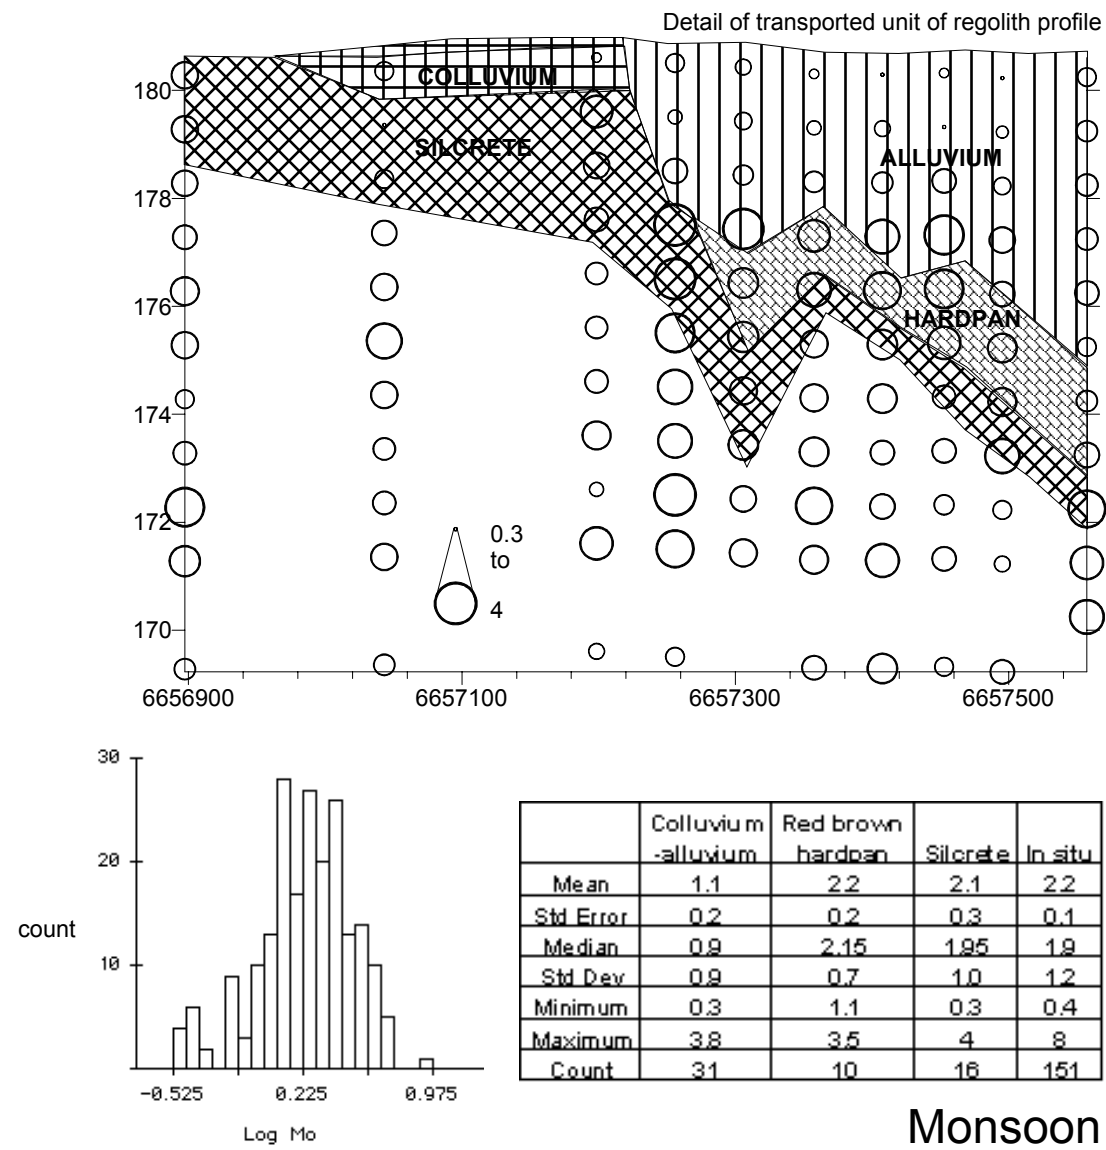 Detail of transported unit of regolith profile
180
COLLUVIUM
SILCRETE
ALLUVIUM
178
176
HARDPAN
174
172
0.3
to
4
170
6656900 6657100 6657300 6657500
30
20
count
10
-0.525 0.225 0.975
Log Mo
Colluvium Red brown
-alluvium hardpan Silcrete In situ
Mean 1.1 2.2 2.1 2.2
Std Error 0.2 0.2 0.3 0.1
Median 0.9 2.15 1.95 1.9
Std Dev 0.9 0.7 1.0 1.2
Minimum 0.3 1.1 0.3 0.4
Maximum 3.8 3.5 4 8
Count 31 10 16 151
Monsoon